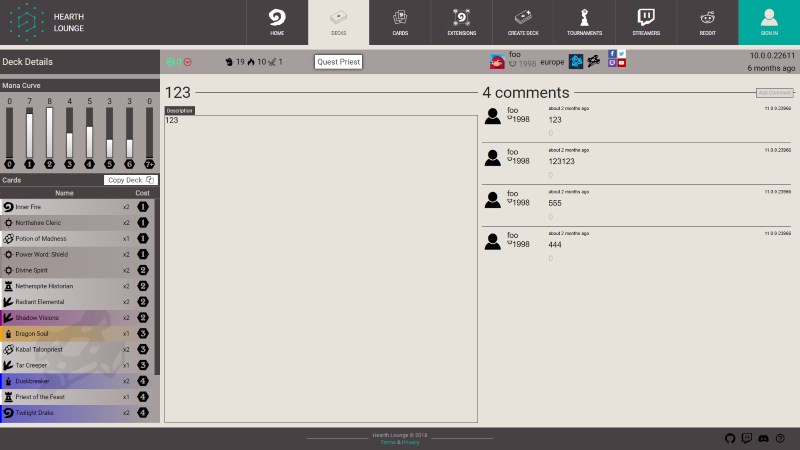 HEARTH
LOUNGE
HOME
DECKS
CARDS
EXTENSIONS
CREATE DECK
TOURNAMENTS
STREAMERS
REDDIT
SIGN IN
Deck Details
0
19 10 1
Quest Priest
foo
1998
europe
10.0.0.22611
6 months ago
Mana Curve
0 7 8 4 5 3 3 0
0 1 2 3 4 5 6 7+
Cards
Copy Deck
Name Cost
Inner Fire x2 1
Northshire Cleric x2 1
Potion of Madness x1 1
Power Word: Shield x2 1
Divine Spirit x2 2
Netherspite Historian x2 2
Radiant Elemental x2 2
Shadow Visions x2 2
Dragon Soul x1 3
Kabal Talonpriest x2 3
Tar Creeper x1 3
Duskbreaker x2 4
Priest of the Feast x1 4
Twilight Drake x2 4
123
Description
123
4 comments
Add Comment
foo
1998
about 2 months ago
11.0.0.23966
123
0
foo
1998
about 2 months ago
11.0.0.23966
123123
0
foo
1998
about 2 months ago
11.0.0.23966
555
0
foo
1998
about 2 months ago
11.0.0.23966
444
0
Hearth Lounge © 2018
Terms & Privacy